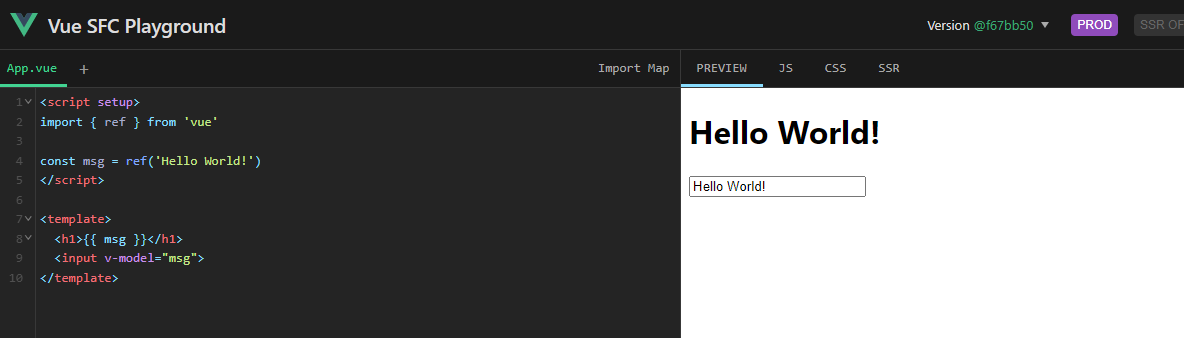 Vue SFC Playground
Version @f67bb50
PROD
SSR OF
App.vue
+
Import Map
PREVIEW
JS
CSS
SSR
1 <script setup>
2 import { ref } from 'vue'
3
4 const msg = ref('Hello World!')
5 </script>
6
7 <template>
8   <h1>{{ msg }}</h1>
9   <input v-model="msg">
10 </template>
Hello World!
Hello World!